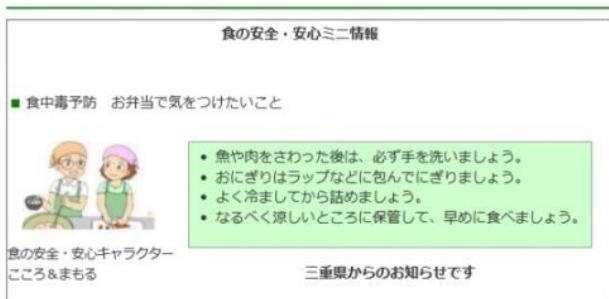 食の安全・安心ミニ情報
■ 食中毒予防　お弁当で気をつけたいこと
• 魚や肉をさわった後は、必ず手を洗いましょう。
• おにぎりはラップなどに包んでにぎりましょう。
• よく冷ましてから詰めましょう。
• なるべく涼しいところに保管して、早めに食べましょう。
食の安全・安心キャラクター
こころ&まもる
三重県からのお知らせです